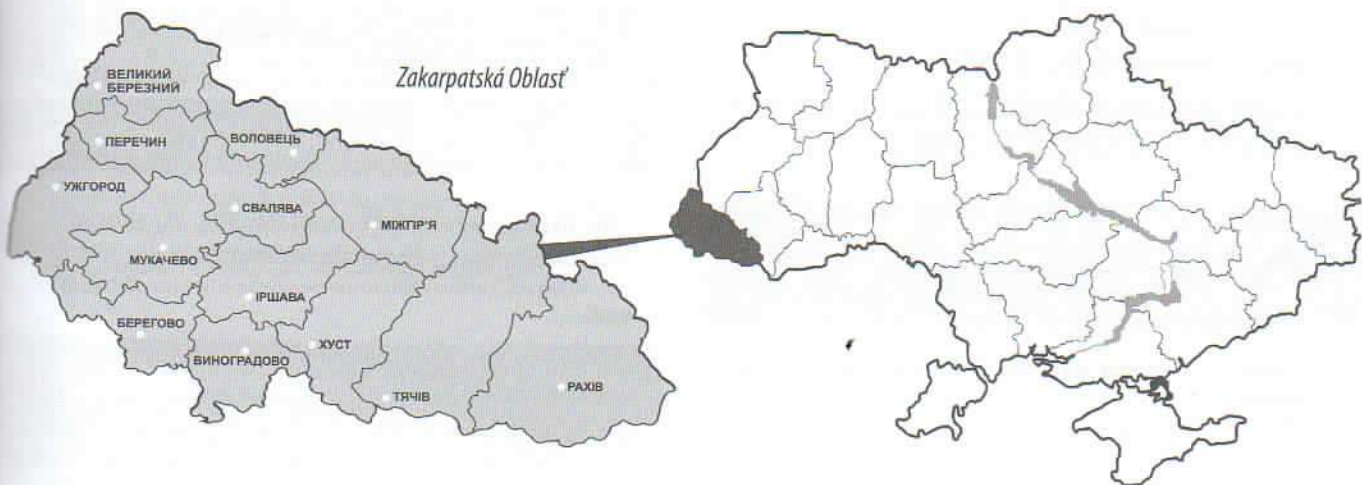 Zakarpatská Oblasť
ВЕЛИКИЙ
БЕРЕЗНИЙ
ПЕРЕЧИН
ВОЛОВЕЦЬ
УЖГОРОД
СВАЛЯВА
МІЖГІР'Я
МУКАЧЕВО
ІРШАВА
БЕРЕГОВО
ВИНОГРАДОВО
ХУСТ
ТЯЧІВ
РАХІВ